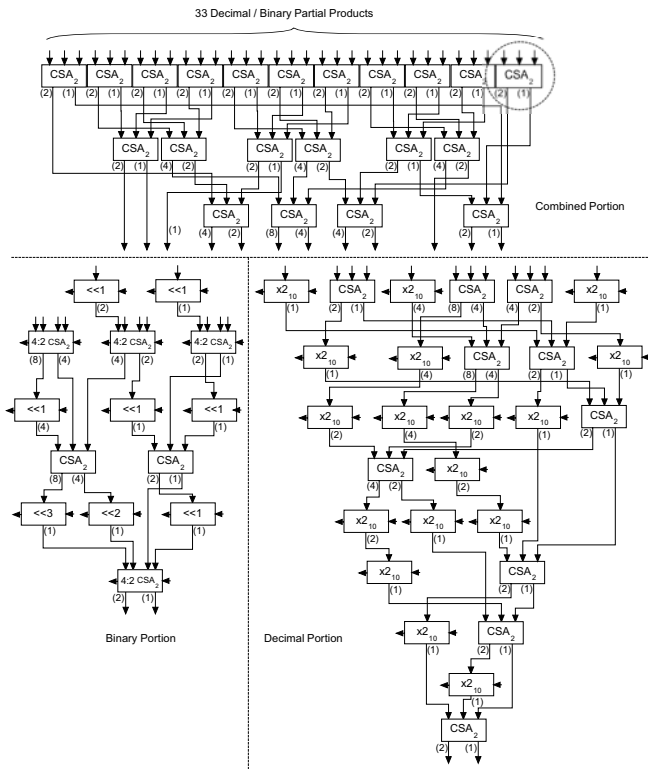 33 Decimal / Binary Partial Products
CSA2 CSA2 CSA2 CSA2 CSA2 CSA2 CSA2 CSA2 CSA2 CSA2 CSA2
(2) (1) (2) (1) (2) (1) (2) (1) (2) (1) (2) (1) (2) (1) (2) (1) (2) (1) (2) (1) (2) (1)
CSA2 CSA2 CSA2 CSA2 CSA2 CSA2
(2) (1) (4) (2) (2) (1) (4) (2) (2) (1) (4) (2)
CSA2 CSA2 CSA2 CSA2
(1) (4) (2) (8) (4) (4) (2) (2) (1)
Combined Portion
<<1 <<1
(2) (1)
4:2 CSA2 4:2 CSA2 4:2 CSA2
(8) (4) (4) (2) (2) (1)
<<1 <<1 <<1
(4) (1) (1)
CSA2 CSA2
(8) (4) (2) (1)
<<3 <<2 <<1
(1) (1) (1)
4:2 CSA2
(2) (1)
Binary Portion
x210 CSA2 x210 CSA2 CSA2 x210
(1) (2) (1) (4) (8) (4) (4) (2) (1)
x210 x210 CSA2 CSA2 x210
(1) (4) (8) (4) (2) (1) (1)
x210 x210 x210 x210 CSA2
(2) (4) (2) (1) (2) (1)
CSA2 x210
(4) (2) (2)
x210 x210 x210
(2) (1) (1)
x210 CSA2
(1) (2) (1)
x210 CSA2
(1) (2) (1)
x210
(1)
CSA2
(2) (1)
Decimal Portion